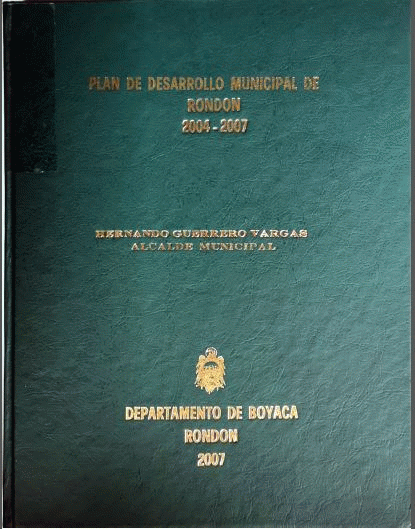 PLAN DE DESARROLLO MUNICIPAL DE
RONDON
2004-2007
HERNANDO GUERRERO VARGAS
ALCALDE MUNICIPAL
DEPARTAMENTO DE BOYACA
RONDON
2007